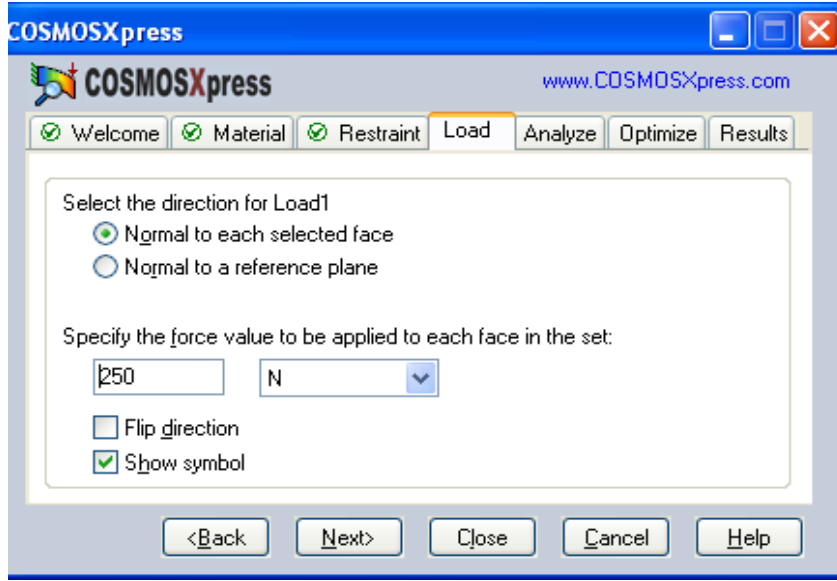 COSMOSXpress
COSMOSXpress www.COSMOSXpress.com
Welcome Material Restraint Load Analyze Optimize Results
Select the direction for Load1
Normal to each selected face
Normal to a reference plane
Specify the force value to be applied to each face in the set:
250 N
Flip direction
Show symbol
<Back Next> Close Cancel Help